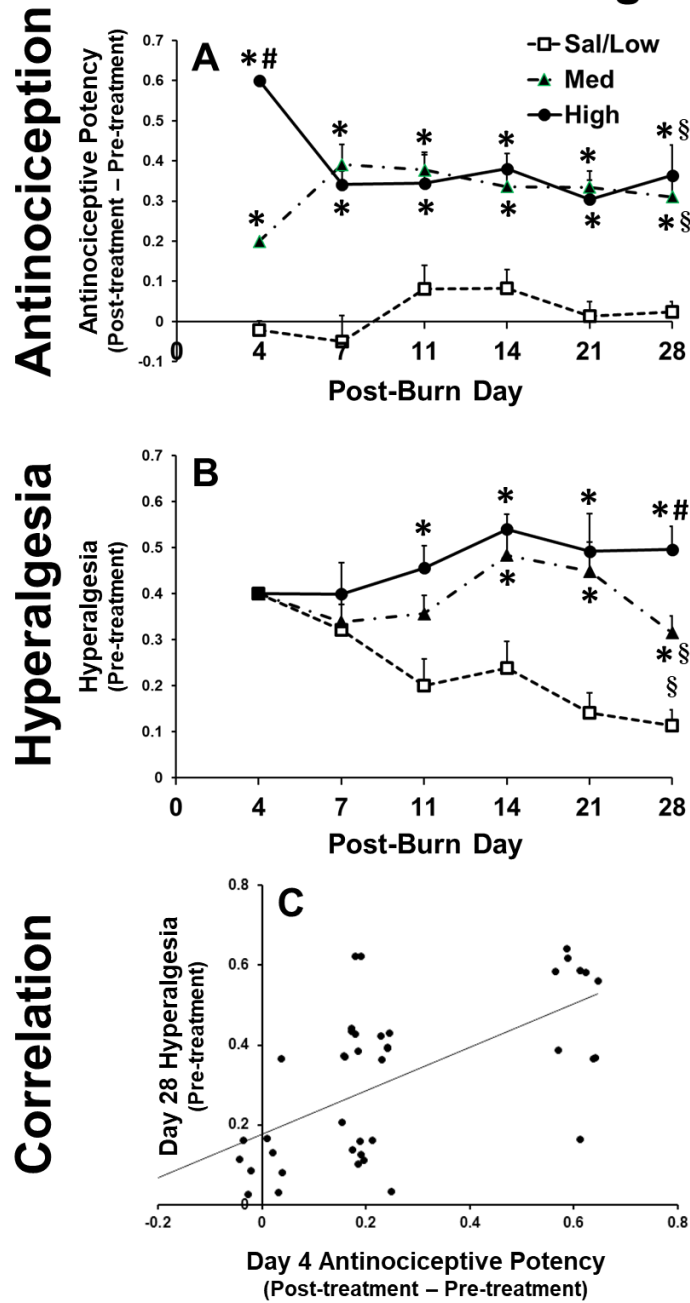 Antinociception
Antinociceptive Potency
(Post-treatment – Pre-treatment)
A
Sal/Low
Med
High
0.7
0.6
0.5
0.4
0.3
0.2
0.1
0
-0.1
*#
* * * * *§
*
* * * * *§
0 4 7 11 14 21 28
Post-Burn Day
Hyperalgesia
Hyperalgesia
(Pre-treatment)
B
0.7
0.6
0.5
0.4
0.3
0.2
0.1
0
* * * *#
* * *§
§
0 4 7 11 14 21 28
Post-Burn Day
Correlation
Day 28 Hyperalgesia
(Pre-treatment)
C
0.8
0.6
0.4
0.2
0
-0.2 0 0.2 0.4 0.6 0.8
Day 4 Antinociceptive Potency
(Post-treatment – Pre-treatment)